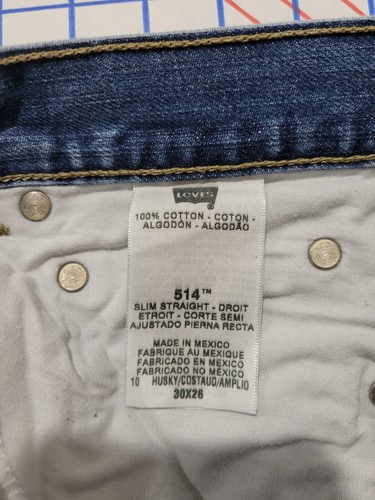 Levi's
®
100% COTTON - COTON -
ALGODÓN - ALGODÃO
514™
SLIM STRAIGHT - DROIT
ETROIT - CORTE SEMI
AJUSTADO PIERNA RECTA
MADE IN MEXICO
FABRIQUE AU MEXIQUE
FABRICADO EN MÉXICO
FABRICADO NO MÉXICO
10 HUSKY/COSTAUD/AMPLIO
30X26